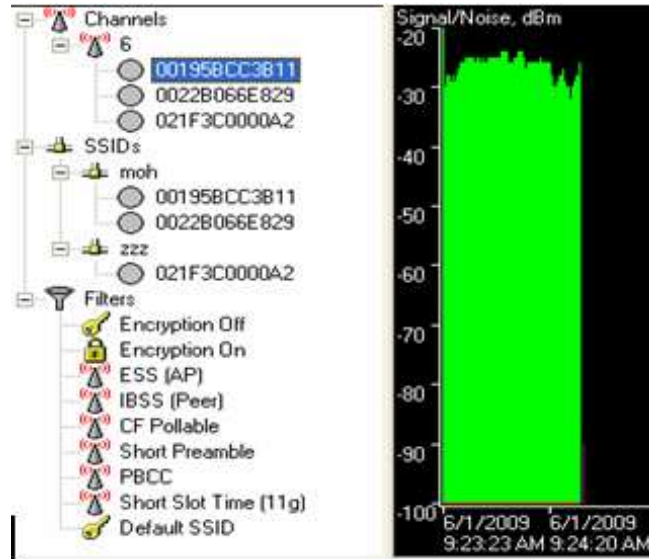 Channels
6
00195BCC3B11
0022B066E829
021F3C0000A2
SSIDs
moh
00195BCC3B11
0022B066E829
zzz
021F3C0000A2
Filters
Encryption Off
Encryption On
ESS (AP)
IBSS (Peer)
CF Pollable
Short Preamble
PBCC
Short Slot Time (11g)
Default SSID
Signal/Noise, dBm
-20
-30
-40
-50
-60
-70
-80
-90
-100
6/1/2009 6/1/2009
9:23:23 AM 9:24:20 AM